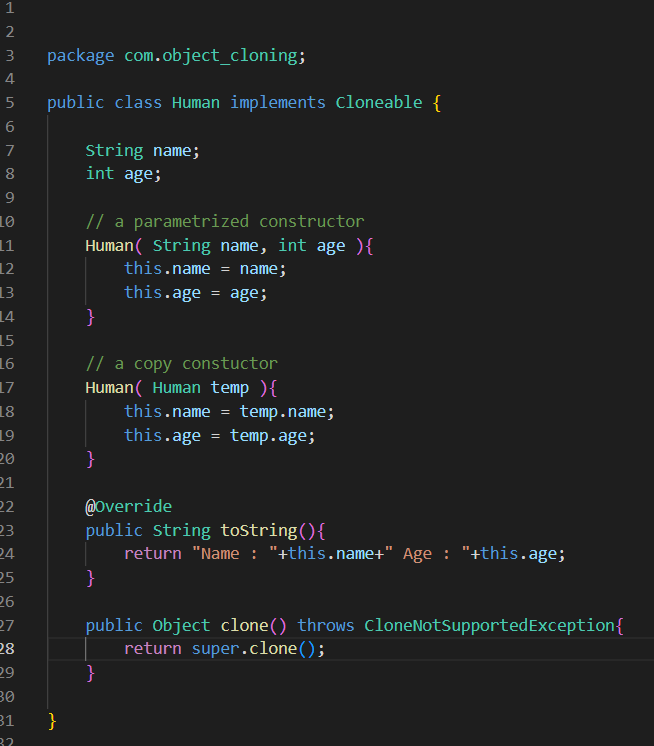 1
2
3 package com.object_cloning;
4
5 public class Human implements Cloneable {
6
7 String name;
8 int age;
9
10 // a parametrized constructor
11 Human( String name, int age ){
12 this.name = name;
13 this.age = age;
14 }
15
16 // a copy constuctor
17 Human( Human temp ){
18 this.name = temp.name;
19 this.age = temp.age;
20 }
21
22 @Override
23 public String toString(){
24 return "Name : "+this.name+" Age : "+this.age;
25 }
26
27 public Object clone() throws CloneNotSupportedException{
28 return super.clone();
29 }
30
31 }
32